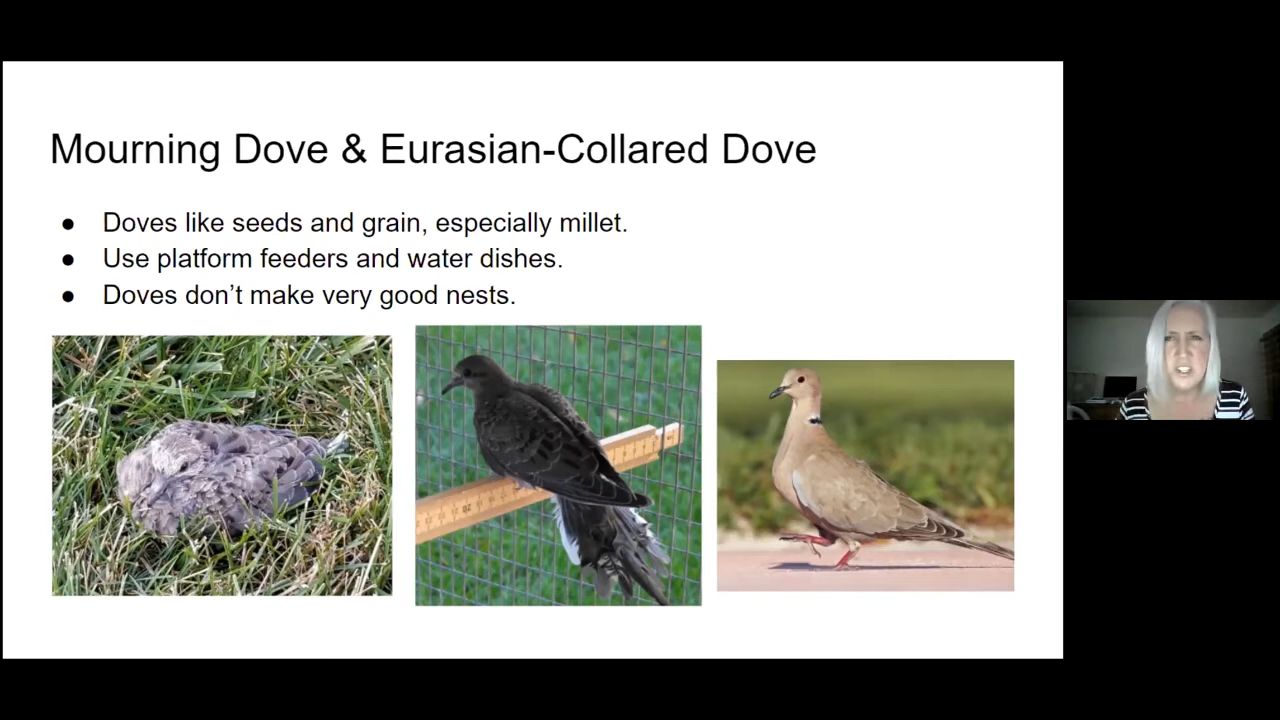 Mourning Dove & Eurasian-Collared Dove
● Doves like seeds and grain, especially millet.
● Use platform feeders and water dishes.
● Doves don’t make very good nests.